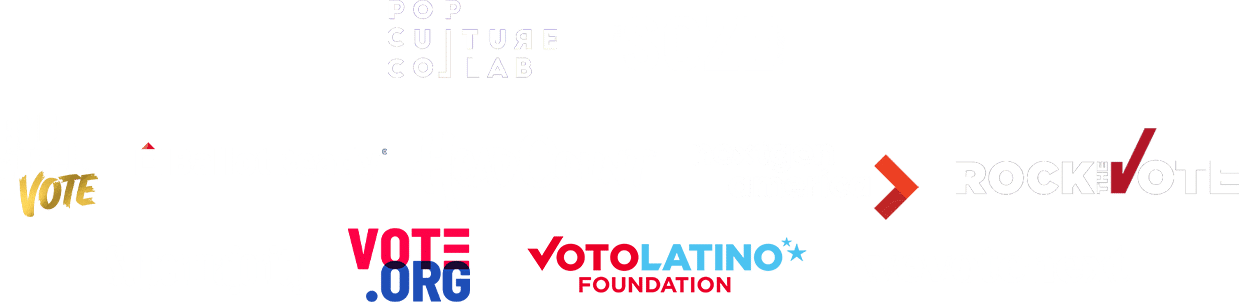 POP
CULTURE
COLLAB
VOTE
ROCK THE VOTE
VOTE
.ORG
VOTOLATINO
FOUNDATION